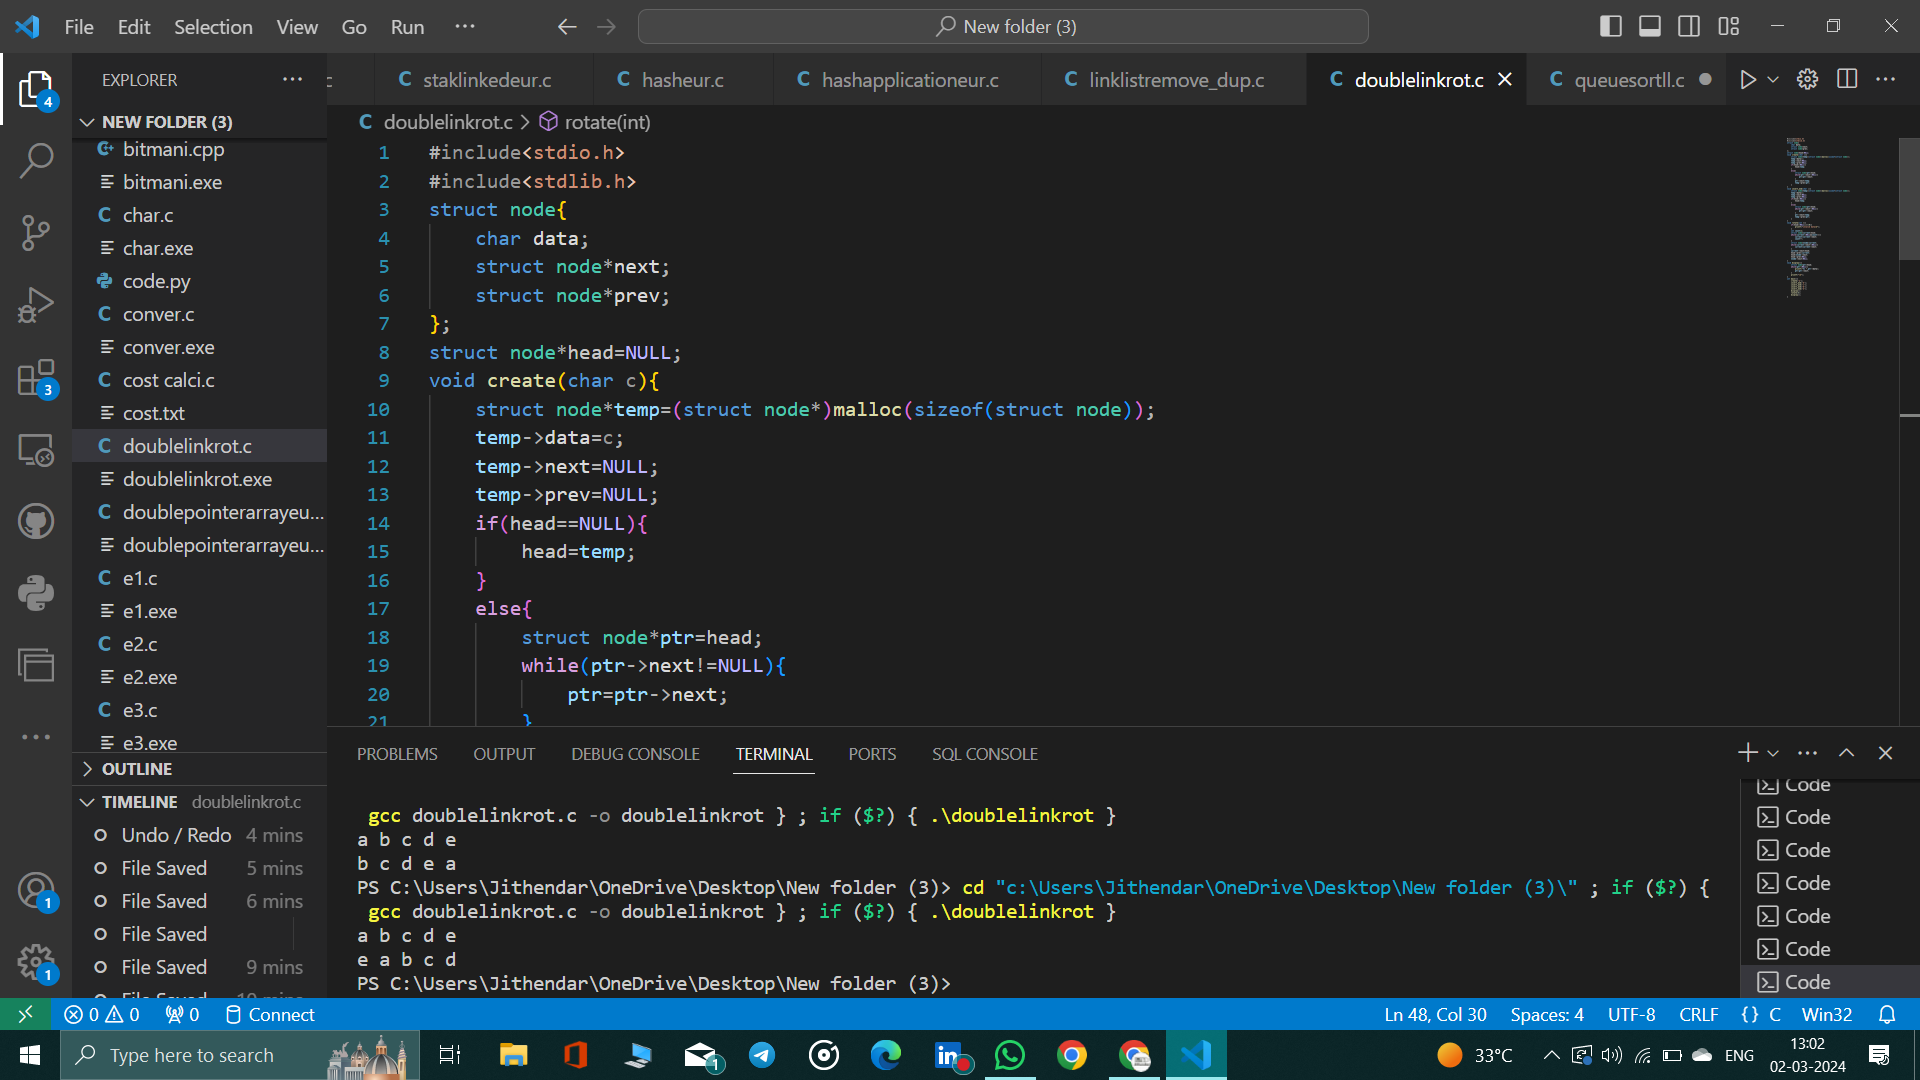 File Edit Selection View Go Run ··· New folder (3)
EXPLORER ···
staklinkedeur.c hasheur.c hashapplicationeur.c linklistremove_dup.c doublelinkrot.c queuesortll.c
NEW FOLDER (3)
bitmani.cpp
bitmani.exe
char.c
char.exe
code.py
conver.c
conver.exe
cost calci.c
cost.txt
doublelinkrot.c
doublelinkrot.exe
doublepointerarrayeu...
doublepointerarrayeu...
e1.c
e1.exe
e2.c
e2.exe
e3.c
e3.exe
OUTLINE
TIMELINE doublelinkrot.c
Undo / Redo 4 mins
File Saved 5 mins
File Saved 6 mins
File Saved
File Saved 9 mins
File Saved 10 mins
4
3
1
1
doublelinkrot.c > rotate(int)
1 #include<stdio.h>
2 #include<stdlib.h>
3 struct node{
4 char data;
5 struct node*next;
6 struct node*prev;
7 };
8 struct node*head=NULL;
9 void create(char c){
10 struct node*temp=(struct node*)malloc(sizeof(struct node));
11 temp->data=c;
12 temp->next=NULL;
13 temp->prev=NULL;
14 if(head==NULL){
15 head=temp;
16 }
17 else{
18 struct node*ptr=head;
19 while(ptr->next!=NULL){
20 ptr=ptr->next;
21 }
PROBLEMS OUTPUT DEBUG CONSOLE TERMINAL PORTS SQL CONSOLE
gcc doublelinkrot.c -o doublelinkrot } ; if ($?) { .\doublelinkrot }
a b c d e
b c d e a
PS C:\Users\Jithendar\OneDrive\Desktop\New folder (3)> cd "c:\Users\Jithendar\OneDrive\Desktop\New folder (3)\" ; if ($?) {
gcc doublelinkrot.c -o doublelinkrot } ; if ($?) { .\doublelinkrot }
a b c d e
e a b c d
PS C:\Users\Jithendar\OneDrive\Desktop\New folder (3)>
Code
Code
Code
Code
Code
Code
Code
0 0 0 Connect Ln 48, Col 30 Spaces: 4 UTF-8 CRLF {} C Win32
Type here to search 1 33°C ENG 13:02
02-03-2024